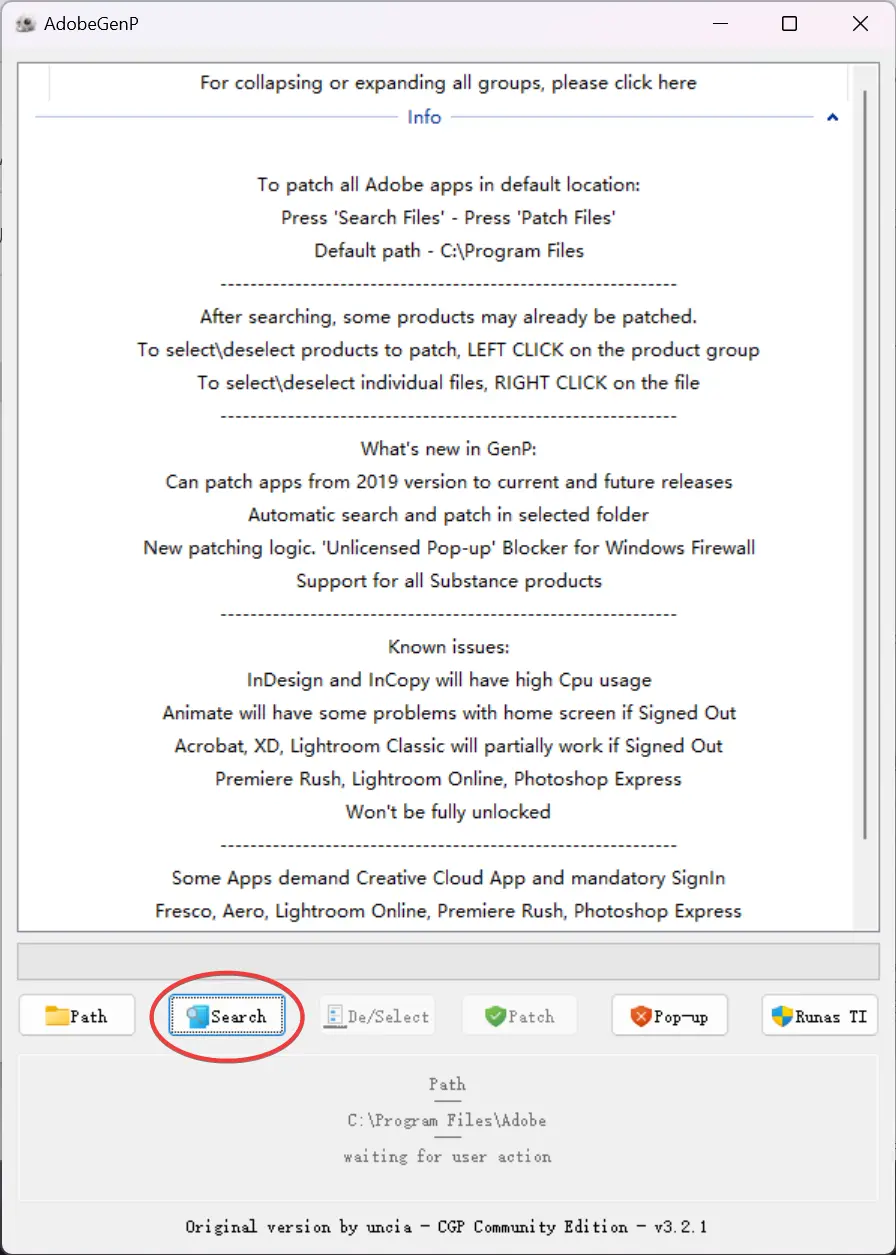 AdobeGenP
For collapsing or expanding all groups, please click here
Info
To patch all Adobe apps in default location:
Press 'Search Files' - Press 'Patch Files'
Default path - C:\Program Files
-------------------------------------------------------------
After searching, some products may already be patched.
To select\deselect products to patch, LEFT CLICK on the product group
To select\deselect individual files, RIGHT CLICK on the file
-------------------------------------------------------------
What's new in GenP:
Can patch apps from 2019 version to current and future releases
Automatic search and patch in selected folder
New patching logic. 'Unlicensed Pop-up' Blocker for Windows Firewall
Support for all Substance products
-------------------------------------------------------------
Known issues:
InDesign and InCopy will have high Cpu usage
Animate will have some problems with home screen if Signed Out
Acrobat, XD, Lightroom Classic will partially work if Signed Out
Premiere Rush, Lightroom Online, Photoshop Express
Won't be fully unlocked
-------------------------------------------------------------
Some Apps demand Creative Cloud App and mandatory SignIn
Fresco, Aero, Lightroom Online, Premiere Rush, Photoshop Express
Path Search De/Select Patch Pop-up Runas TI
Path
———
C:\Program Files\Adobe
———
waiting for user action
Original version by uncia - CGP Community Edition - v3.2.1